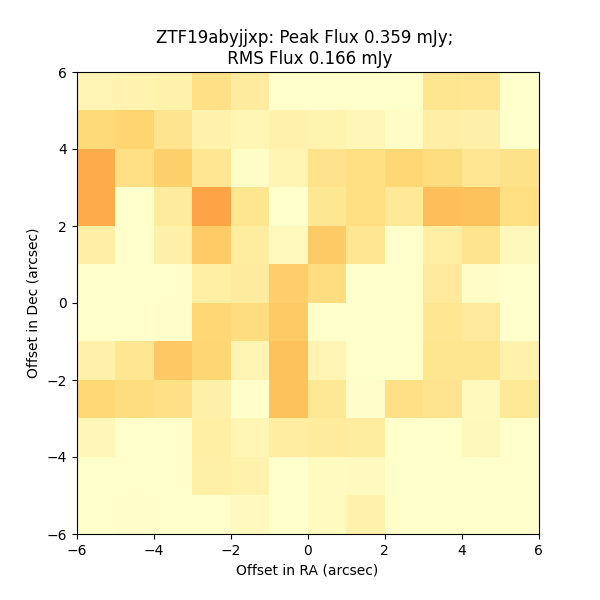 ZTF19abyjjxp: Peak Flux 0.359 mJy;
RMS Flux 0.166 mJy
6
4
2
0
−2
−4
−6
Offset in Dec (arcsec)
−6 −4 −2 0 2 4 6
Offset in RA (arcsec)